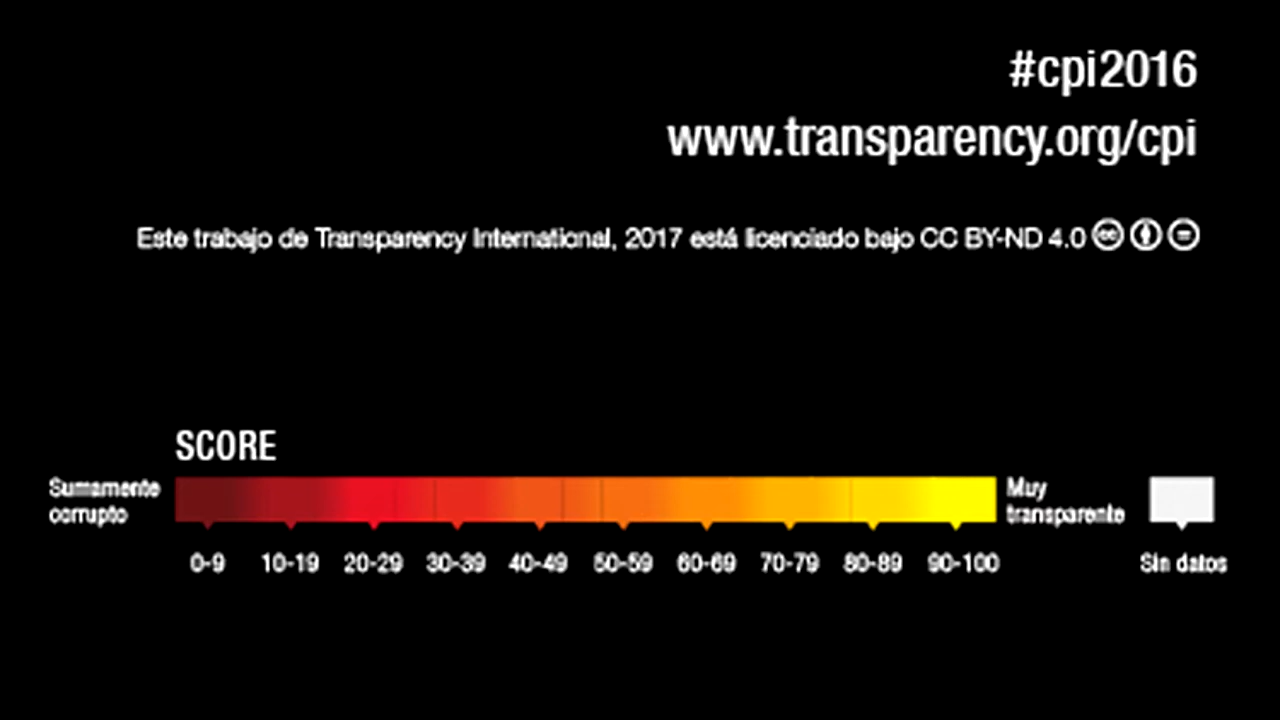 #cpi2016
www.transparency.org/cpi
Este trabajo de Transparency International, 2017 está licenciado bajo CC BY-ND 4.0
SCORE
Sumamente
corrupto
Muy
transparente
0-9 10-19 20-29 30-39 40-49 50-59 60-69 70-79 80-89 90-100 Sin datos